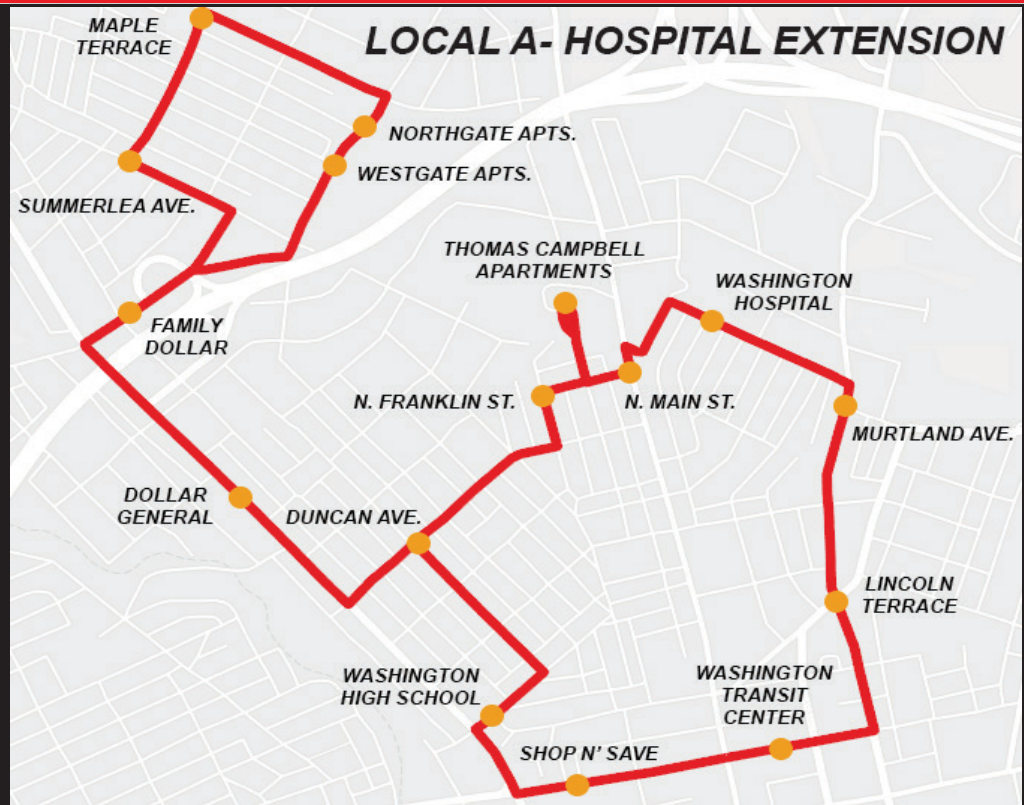 LOCAL A- HOSPITAL EXTENSION
MAPLE
TERRACE
NORTHGATE APTS.
WESTGATE APTS.
SUMMERLEA AVE.
THOMAS CAMPBELL
APARTMENTS
WASHINGTON
HOSPITAL
FAMILY
DOLLAR
N. FRANKLIN ST.
N. MAIN ST.
MURTLAND AVE.
DOLLAR
GENERAL
DUNCAN AVE.
LINCOLN
TERRACE
WASHINGTON
HIGH SCHOOL
WASHINGTON
TRANSIT
CENTER
SHOP N' SAVE